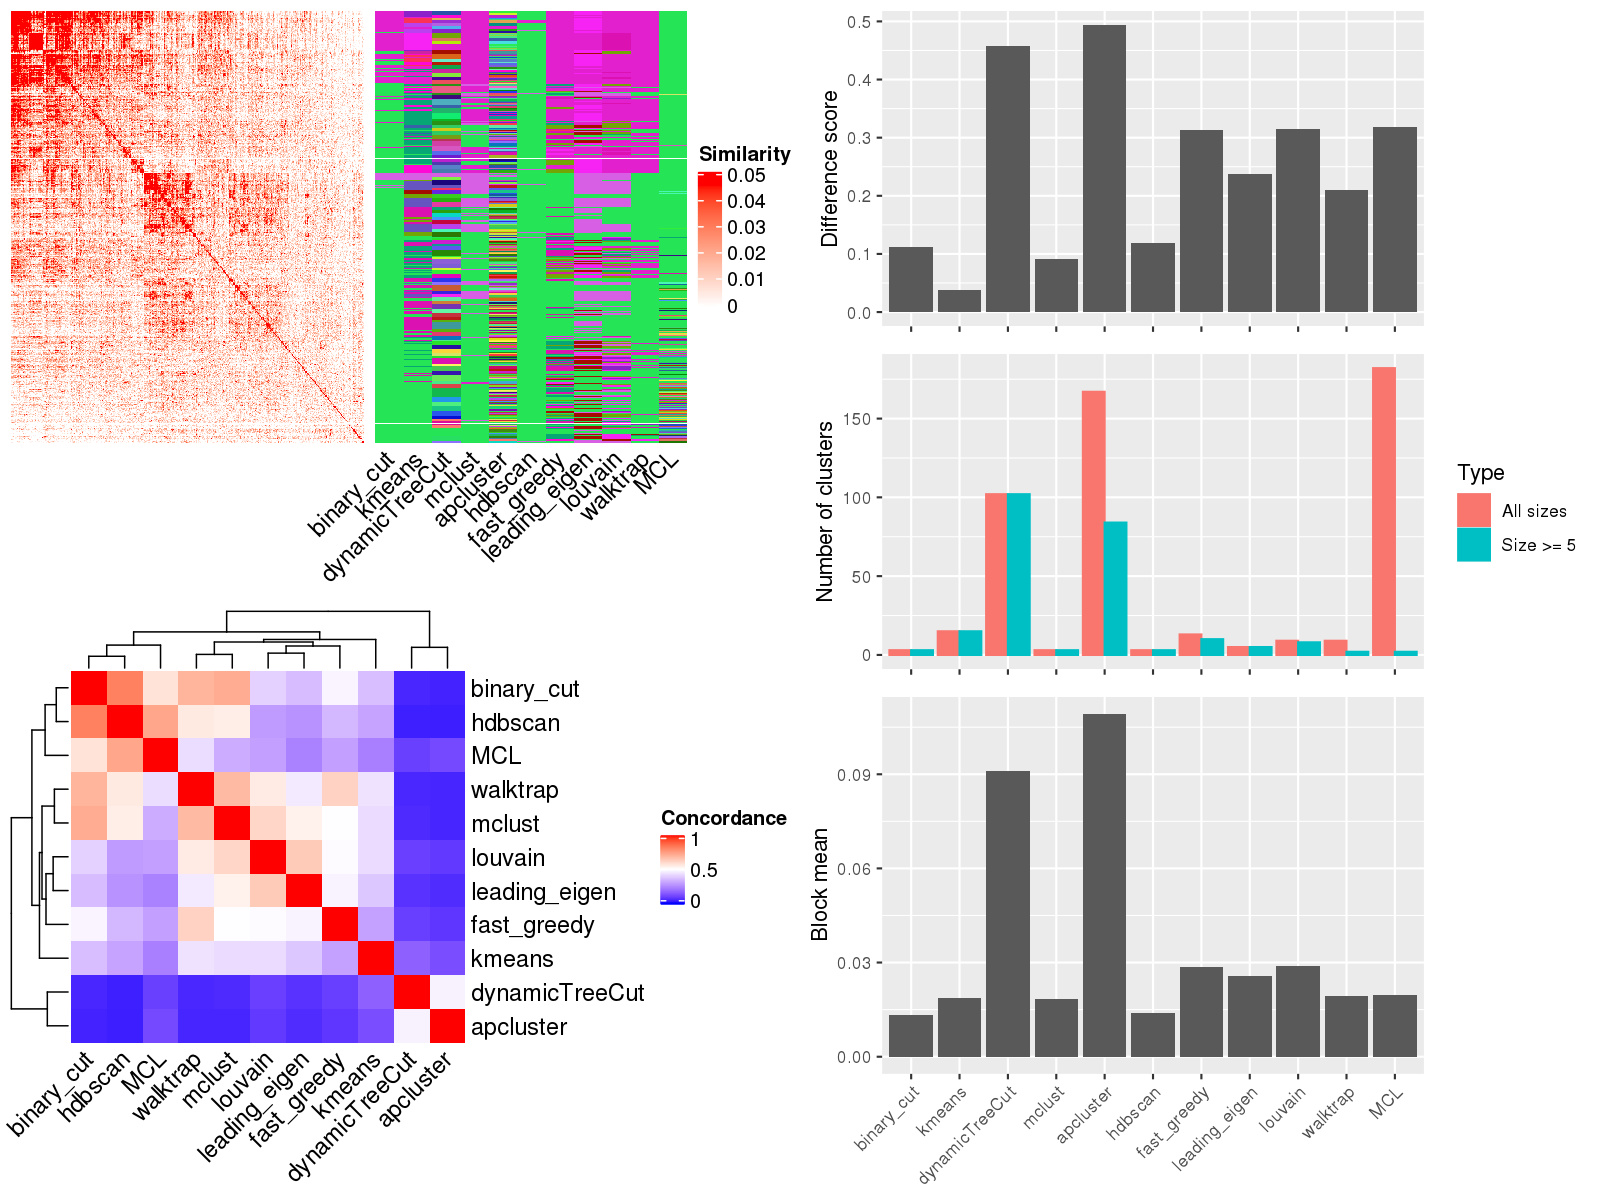 Similarity
0.05
0.04
0.03
0.02
0.01
0
binary_cut
kmeans
dynamicTreeCut
mclust
apcluster
hdbscan
fast_greedy
leading_eigen
louvain
walktrap
MCL
binary_cut
hdbscan
MCL
walktrap
mclust
louvain
leading_eigen
fast_greedy
kmeans
dynamicTreeCut
apcluster
binary_cut
hdbscan
MCL
walktrap
mclust
louvain
leading_eigen
fast_greedy
kmeans
dynamicTreeCut
apcluster
Concordance
1
0.5
0
Difference score
0.5
0.4
0.3
0.2
0.1
0.0
Number of clusters
150
100
50
0
Type
All sizes
Size >= 5
Block mean
0.09
0.06
0.03
0.00
binary_cut
kmeans
dynamicTreeCut
mclust
apcluster
hdbscan
fast_greedy
leading_eigen
louvain
walktrap
MCL